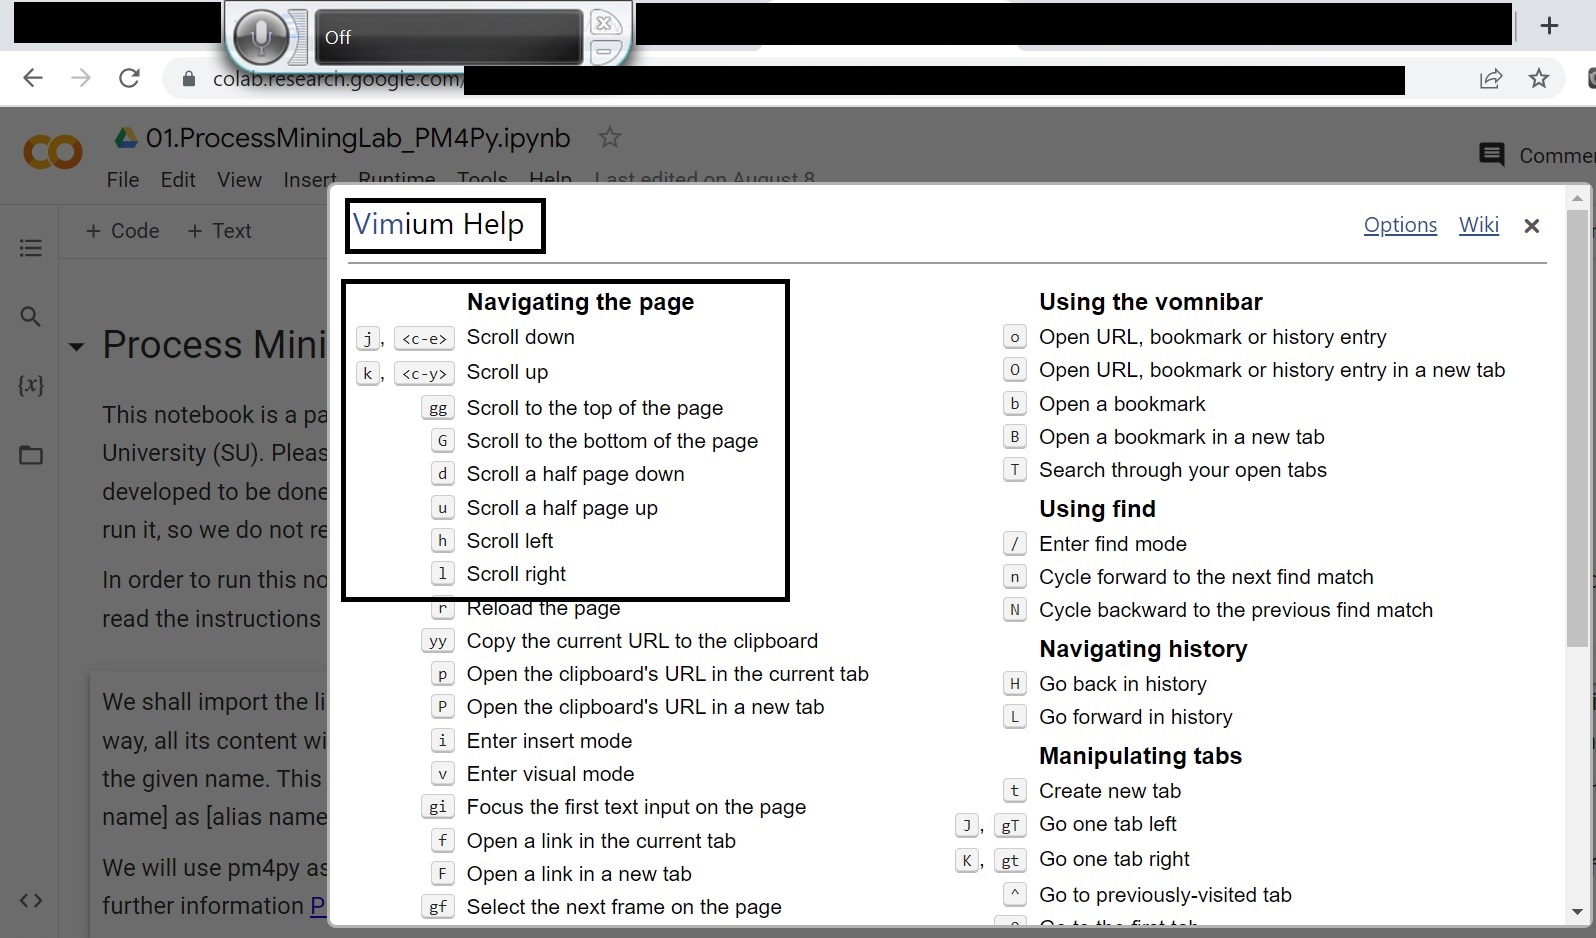 Off
colab.research.google.com/
01.ProcessMiningLab_PM4Py.ipynb
Comme
File Edit View Insert Runtime Tools Help Last edited on August 8
+ Code + Text
Process Mini
This notebook is a pa
University (SU). Pleas
developed to be done
run it, so we do not re
In order to run this no
read the instructions
We shall import the li
way, all its content wi
the given name. This
name] as [alias name
We will use pm4py as
further information P
{x}
<>
Vimium Help
Options Wiki
Navigating the page
j, <c-e> Scroll down
k, <c-y> Scroll up
gg Scroll to the top of the page
G Scroll to the bottom of the page
d Scroll a half page down
u Scroll a half page up
h Scroll left
l Scroll right
r Reload the page
yy Copy the current URL to the clipboard
p Open the clipboard's URL in the current tab
P Open the clipboard's URL in a new tab
i Enter insert mode
v Enter visual mode
gi Focus the first text input on the page
f Open a link in the current tab
F Open a link in a new tab
gf Select the next frame on the page
Using the vomnibar
o Open URL, bookmark or history entry
O Open URL, bookmark or history entry in a new tab
b Open a bookmark
B Open a bookmark in a new tab
T Search through your open tabs
Using find
/ Enter find mode
n Cycle forward to the next find match
N Cycle backward to the previous find match
Navigating history
H Go back in history
L Go forward in history
Manipulating tabs
t Create new tab
J, gT Go one tab left
K, gt Go one tab right
^ Go to previously-visited tab
Go to the first tab